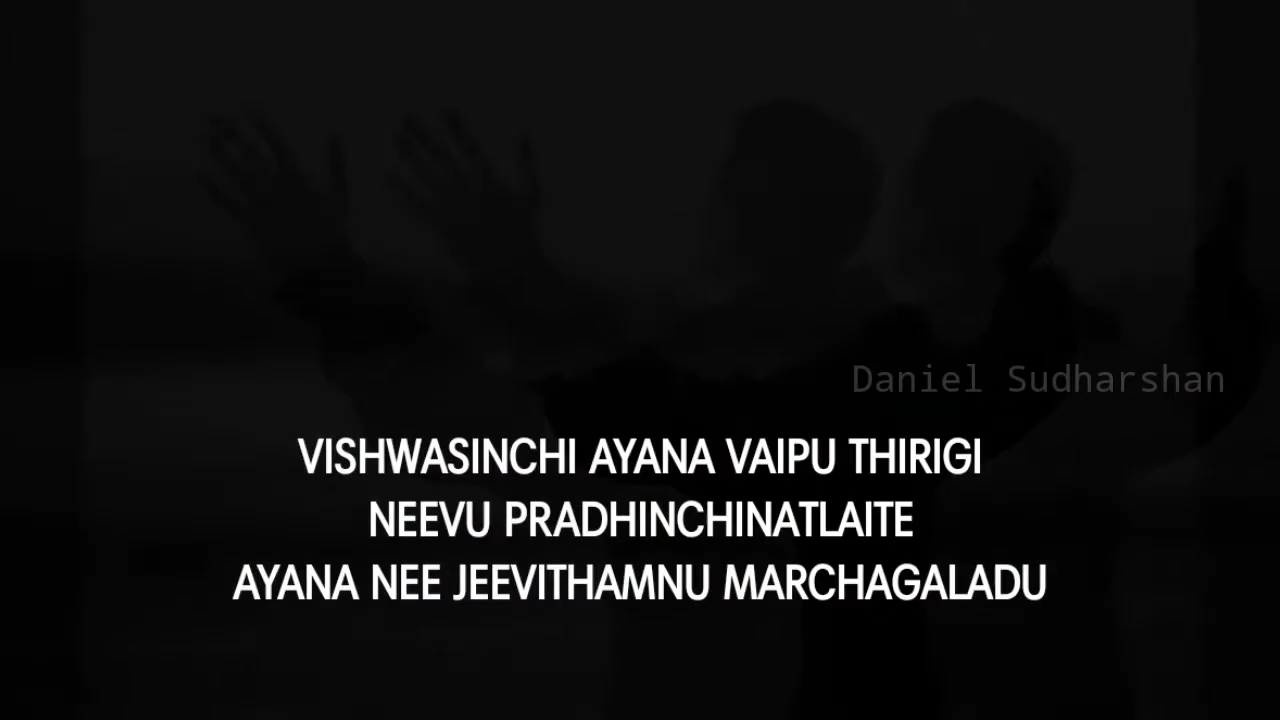 Daniel Sudharshan
VISHWASINCHI AYANA VAIPU THIRIGI
NEEVU PRADHINCHINATLAITE
AYANA NEE JEEVITHAMNU MARCHAGALADU